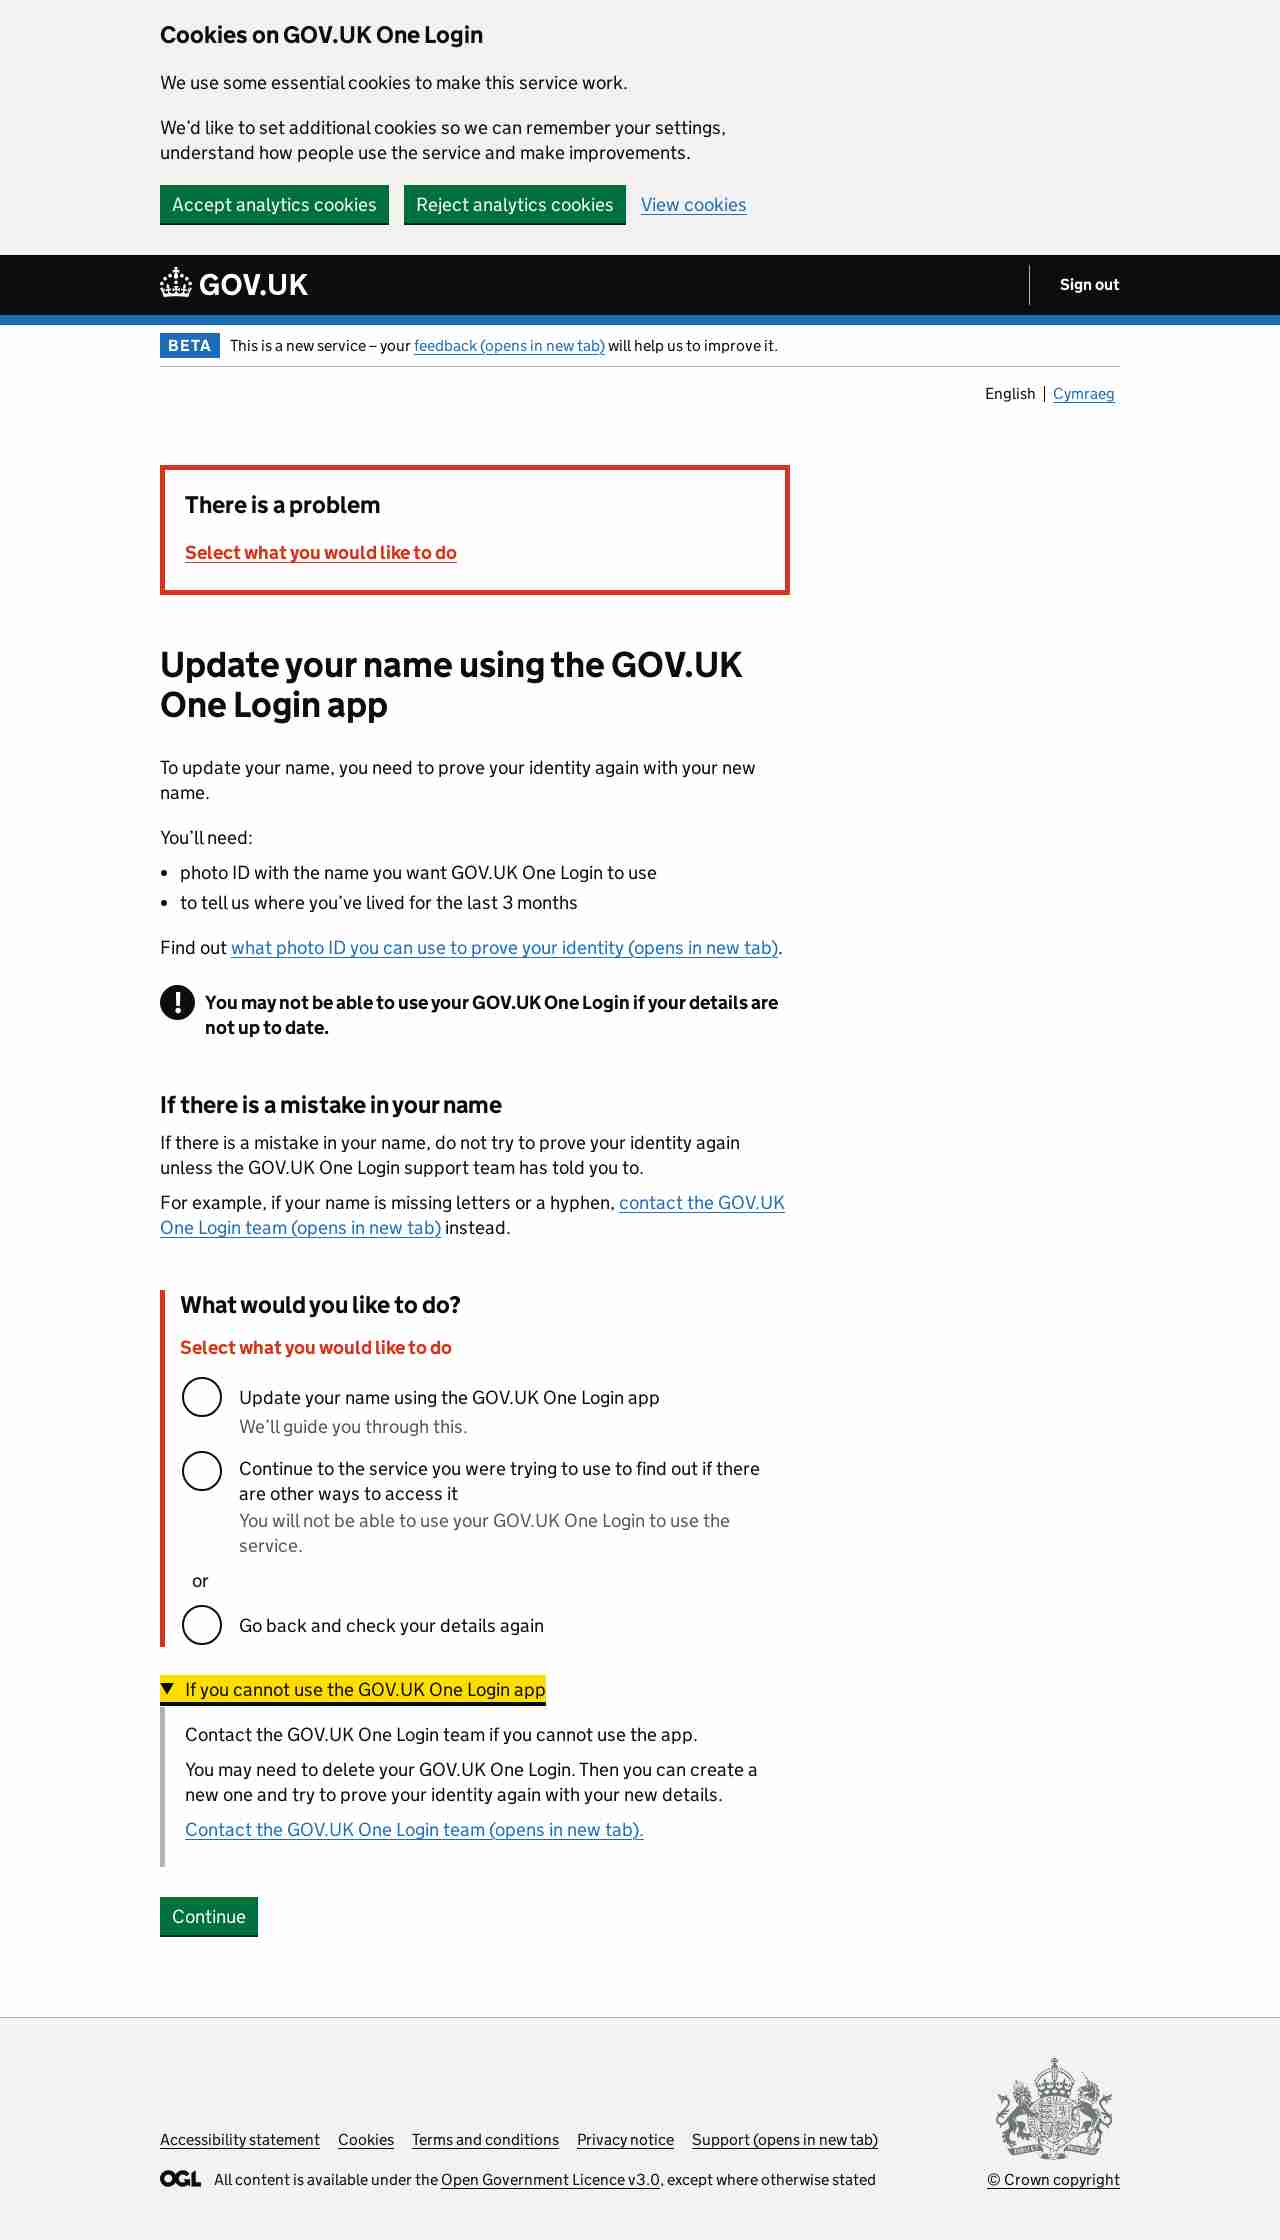 Cookies on GOV.UK One Login
We use some essential cookies to make this service work.
We’d like to set additional cookies so we can remember your settings,
understand how people use the service and make improvements.
Accept analytics cookies Reject analytics cookies View cookies
GOV.UK Sign out
BETA This is a new service – your feedback (opens in new tab) will help us to improve it.
English Cymraeg
There is a problem
Select what you would like to do
Update your name using the GOV.UK
One Login app
To update your name, you need to prove your identity again with your new
name.
You’ll need:
• photo ID with the name you want GOV.UK One Login to use
• to tell us where you’ve lived for the last 3 months
Find out what photo ID you can use to prove your identity (opens in new tab).
! You may not be able to use your GOV.UK One Login if your details are
not up to date.
If there is a mistake in your name
If there is a mistake in your name, do not try to prove your identity again
unless the GOV.UK One Login support team has told you to.
For example, if your name is missing letters or a hyphen, contact the GOV.UK
One Login team (opens in new tab) instead.
What would you like to do?
Select what you would like to do
Update your name using the GOV.UK One Login app
We’ll guide you through this.
Continue to the service you were trying to use to find out if there
are other ways to access it
You will not be able to use your GOV.UK One Login to use the
service.
or
Go back and check your details again
If you cannot use the GOV.UK One Login app
Contact the GOV.UK One Login team if you cannot use the app.
You may need to delete your GOV.UK One Login. Then you can create a
new one and try to prove your identity again with your new details.
Contact the GOV.UK One Login team (opens in new tab).
Continue
Accessibility statement Cookies Terms and conditions Privacy notice Support (opens in new tab)
OGL All content is available under the Open Government Licence v3.0, except where otherwise stated
© Crown copyright